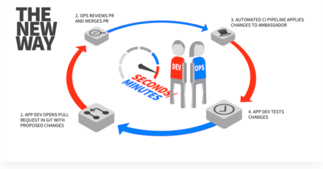 THE
NEW
WAY
2. OPS REVIEWS PR
AND MERGES PR
3. AUTOMATED CI PIPELINE APPLIES
CHANGES TO AMBASSADOR
SECONDS/
MINUTES
DEV
OPS
1. APP DEV OPENS PULL
REQUEST IN GIT WITH
PROPOSED CHANGES
4. APP DEV TESTS
CHANGES